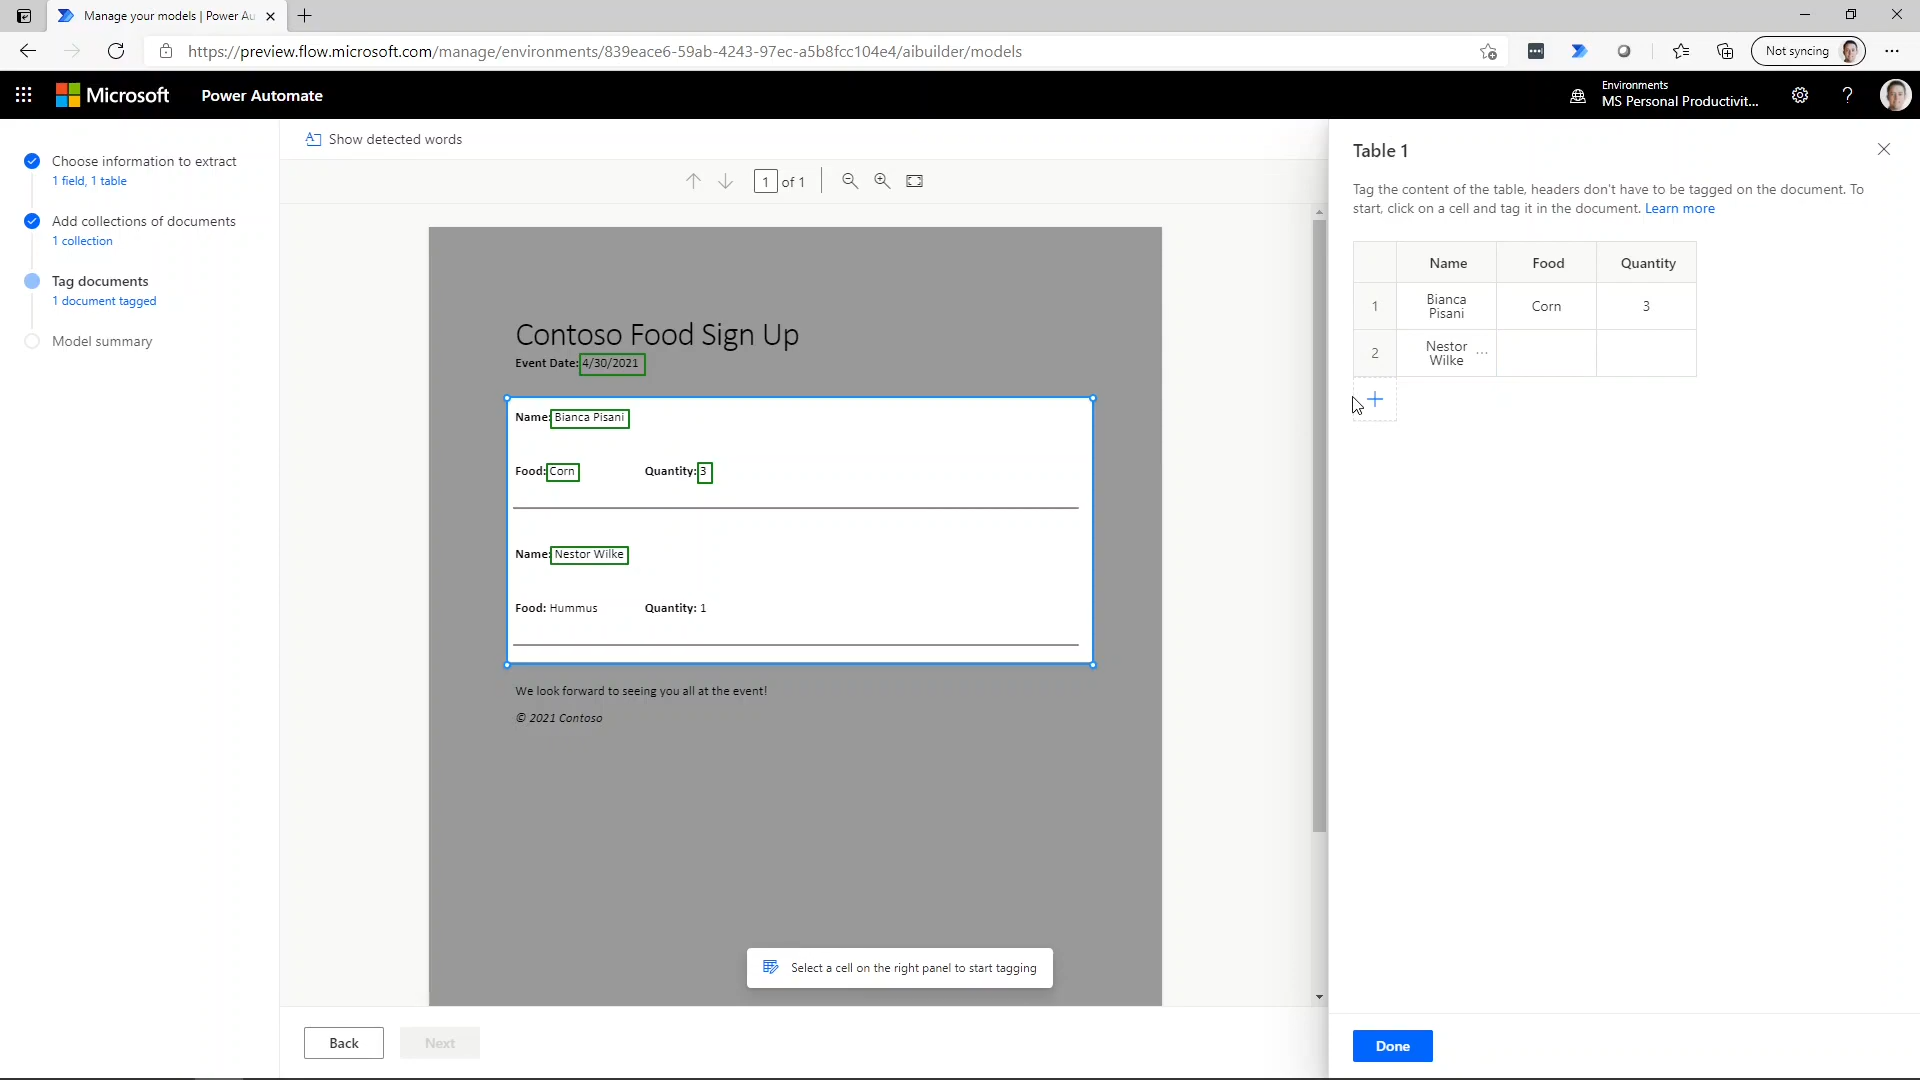 Manage your models | Power Au
https://preview.flow.microsoft.com/manage/environments/839eace6-59ab-4243-97ec-a5b8fcc104e4/aibuilder/models
Not syncing
Microsoft
Power Automate
Environments
MS Personal Productivit...
Choose information to extract
1 field, 1 table
Add collections of documents
1 collection
Tag documents
1 document tagged
Model summary
Show detected words
1 of 1
Contoso Food Sign Up
Event Date: 4/30/2021
Name: Bianca Pisani
Food: Corn Quantity: 3
Name: Nestor Wilke
Food: Hummus Quantity: 1
We look forward to seeing you all at the event!
© 2021 Contoso
Select a cell on the right panel to start tagging
Back
Next
Table 1
Tag the content of the table, headers don't have to be tagged on the document. To
start, click on a cell and tag it in the document. Learn more
Name Food Quantity
1 Bianca Pisani Corn 3
2 Nestor Wilke ...
Done